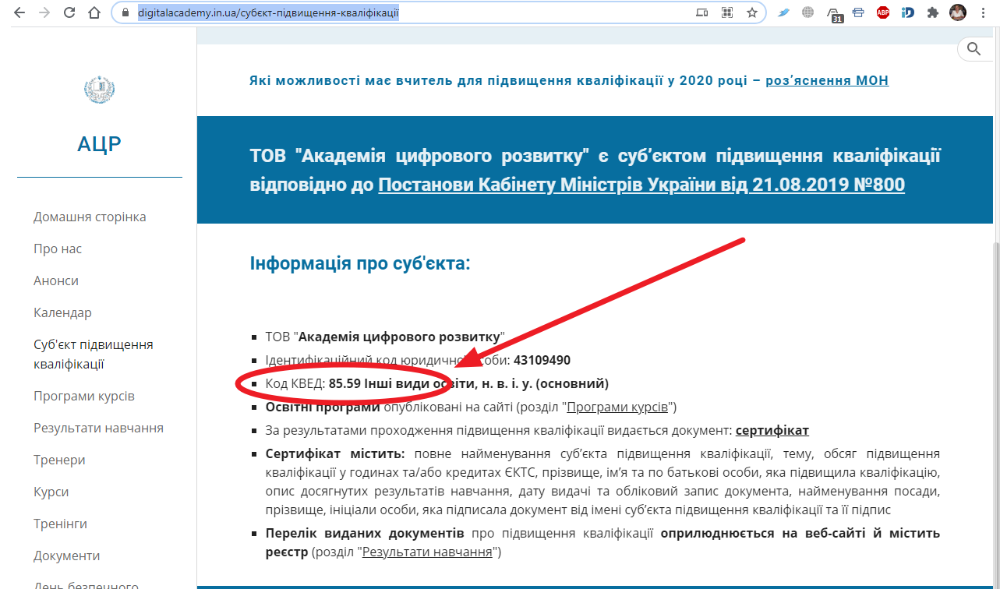 digitalacademy.in.ua/субєкт-підвищення-кваліфікації
31
ABP
Які можливості має вчитель для підвищення кваліфікації у 2020 році – роз’яснення МОН
АЦР
ТОВ "Академія цифрового розвитку" є суб’єктом підвищення кваліфікації
відповідно до Постанови Кабінету Міністрів України від 21.08.2019 №800
Домашня сторінка
Про нас
Анонси
Календар
Суб'єкт підвищення
кваліфікації
Програми курсів
Результати навчання
Тренери
Курси
Тренінги
Документи
День безпечного
Інформація про суб'єкта:
ТОВ "Академія цифрового розвитку"
Ідентифікаційний код юридичної особи: 43109490
Код КВЕД: 85.59 Інші види освіти, н. в. і. у. (основний)
Освітні програми опубліковані на сайті (розділ "Програми курсів")
За результатами проходження підвищення кваліфікації видається документ: сертифікат
Сертифікат містить: повне найменування суб’єкта підвищення кваліфікації, тему, обсяг підвищення
кваліфікації у годинах та/або кредитах ЄКТС, прізвище, ім’я та по батькові особи, яка підвищила кваліфікацію,
опис досягнутих результатів навчання, дату видачі та обліковий запис документа, найменування посади,
прізвище, ініціали особи, яка підписала документ від імені суб’єкта підвищення кваліфікації та її підпис
Перелік виданих документів про підвищення кваліфікації оприлюднюється на веб-сайті й містить
реєстр (розділ "Результати навчання")